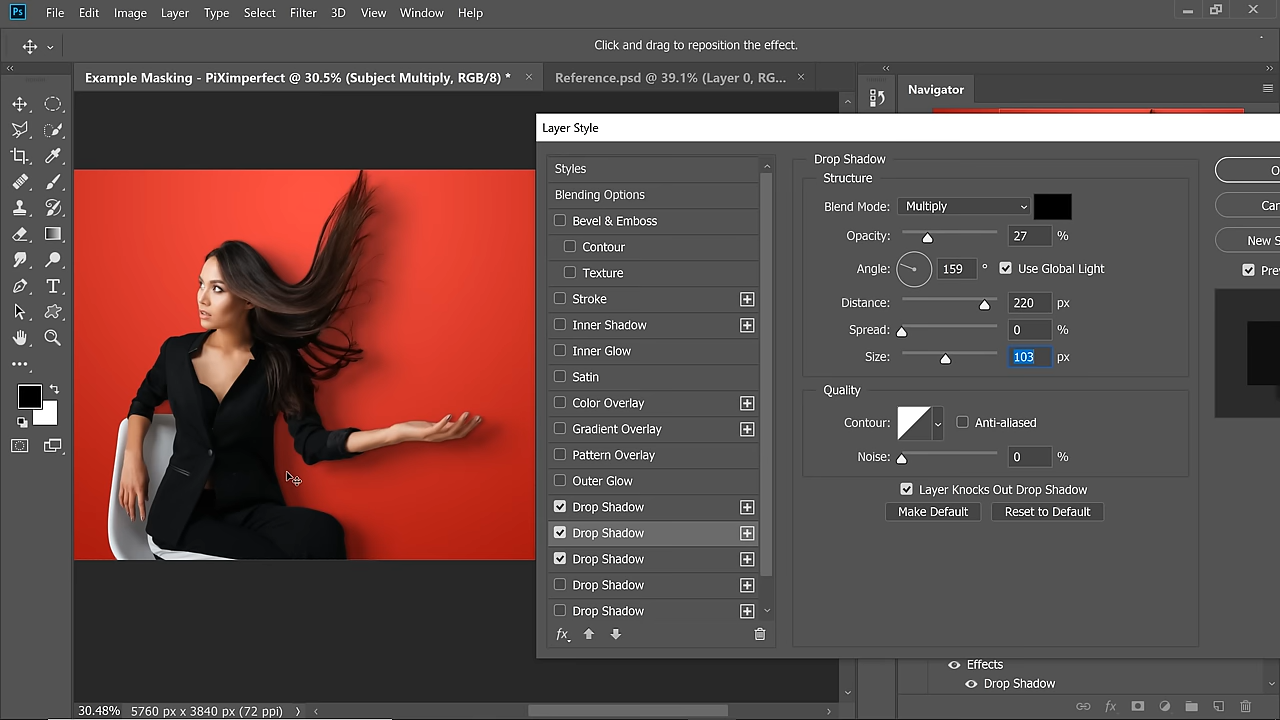 Ps File Edit Image Layer Type Select Filter 3D View Window Help
Click and drag to reposition the effect.
Example Masking - PiXimperfect @ 30.5% (Subject Multiply, RGB/8) * Reference.psd @ 39.1% (Layer 0, RG...
Navigator
Layer Style
Styles
Blending Options
Bevel & Emboss
Contour
Texture
Stroke
Inner Shadow
Inner Glow
Satin
Color Overlay
Gradient Overlay
Pattern Overlay
Outer Glow
Drop Shadow
Drop Shadow
Drop Shadow
Drop Shadow
Drop Shadow
fx
Drop Shadow
Structure
Blend Mode: Multiply
Opacity: 27 %
Angle: 159 ° Use Global Light
Distance: 220 px
Spread: 0 %
Size: 103 px
Quality
Contour: Anti-aliased
Noise: 0 %
Layer Knocks Out Drop Shadow
Make Default Reset to Default
O
Can
New S
Pre
Effects
Drop Shadow
fx
30.48% 5760 px x 3840 px (72 ppi)